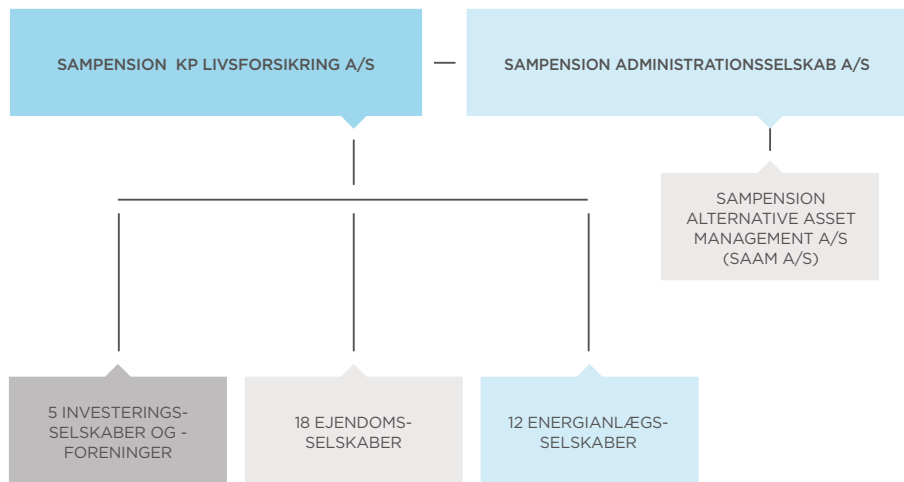 SAMPENSION KP LIVSFORSIKRING A/S
SAMPENSION ADMINISTRATIONSSELSKAB A/S
SAMPENSION
ALTERNATIVE ASSET
MANAGEMENT A/S
(SAAM A/S)
5 INVESTERINGS-
SELSKABER OG -
FORENINGER
18 EJENDOMS-
SELSKABER
12 ENERGIANLÆGS-
SELSKABER